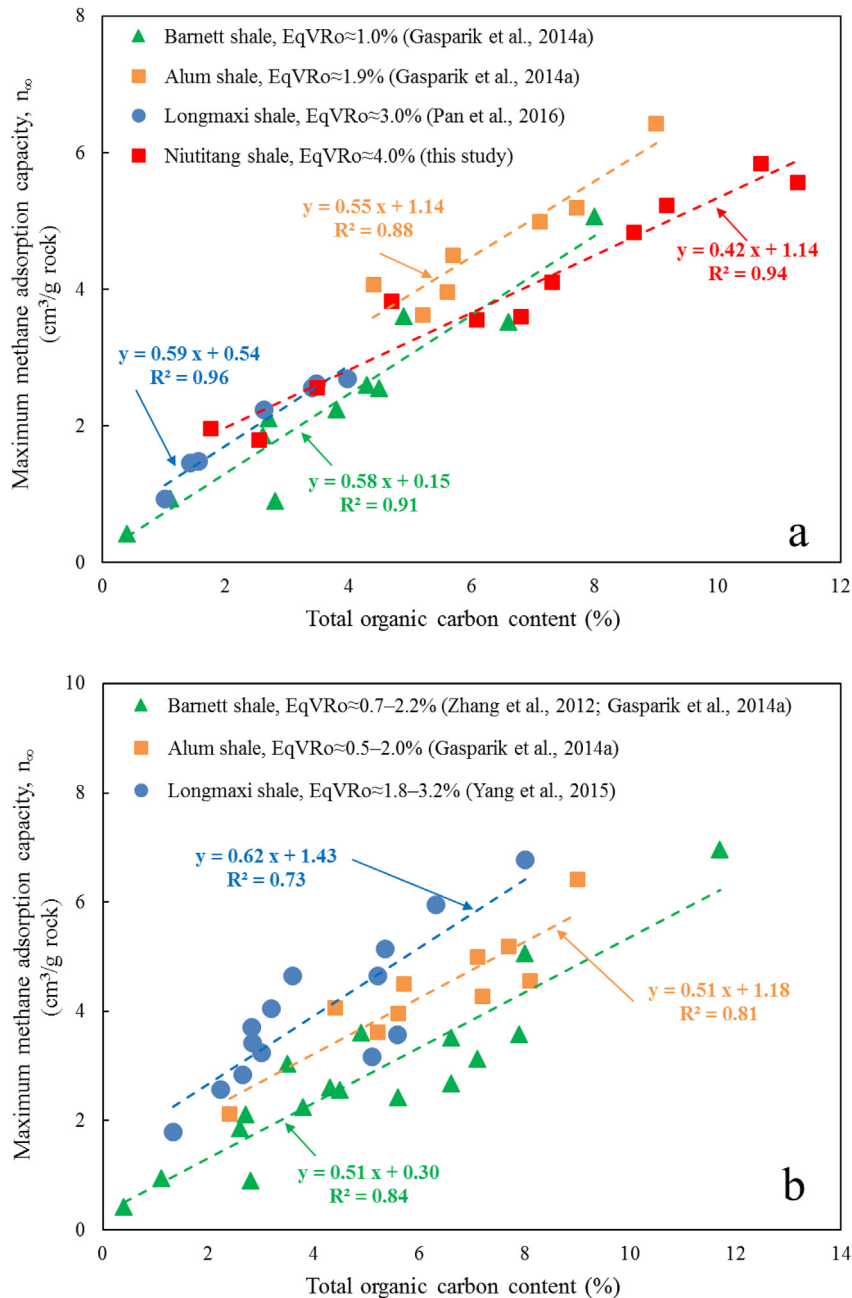 8
6
4
2
0
0
2
4
6
8
10
12
Maximum methane adsorption capacity, n∞
(cm³/g rock)
Total organic carbon content (%)
Barnett shale, EqVRo≈1.0% (Gasparik et al., 2014a)
Alum shale, EqVRo≈1.9% (Gasparik et al., 2014a)
Longmaxi shale, EqVRo≈3.0% (Pan et al., 2016)
Niutitang shale, EqVRo≈4.0% (this study)
y = 0.55 x + 1.14
R² = 0.88
y = 0.42 x + 1.14
R² = 0.94
y = 0.59 x + 0.54
R² = 0.96
y = 0.58 x + 0.15
R² = 0.91
a
10
8
6
4
2
0
0
2
4
6
8
10
12
14
Maximum methane adsorption capacity, n∞
(cm³/g rock)
Total organic carbon content (%)
Barnett shale, EqVRo≈0.7–2.2% (Zhang et al., 2012; Gasparik et al., 2014a)
Alum shale, EqVRo≈0.5–2.0% (Gasparik et al., 2014a)
Longmaxi shale, EqVRo≈1.8–3.2% (Yang et al., 2015)
y = 0.62 x + 1.43
R² = 0.73
y = 0.51 x + 1.18
R² = 0.81
y = 0.51 x + 0.30
R² = 0.84
b